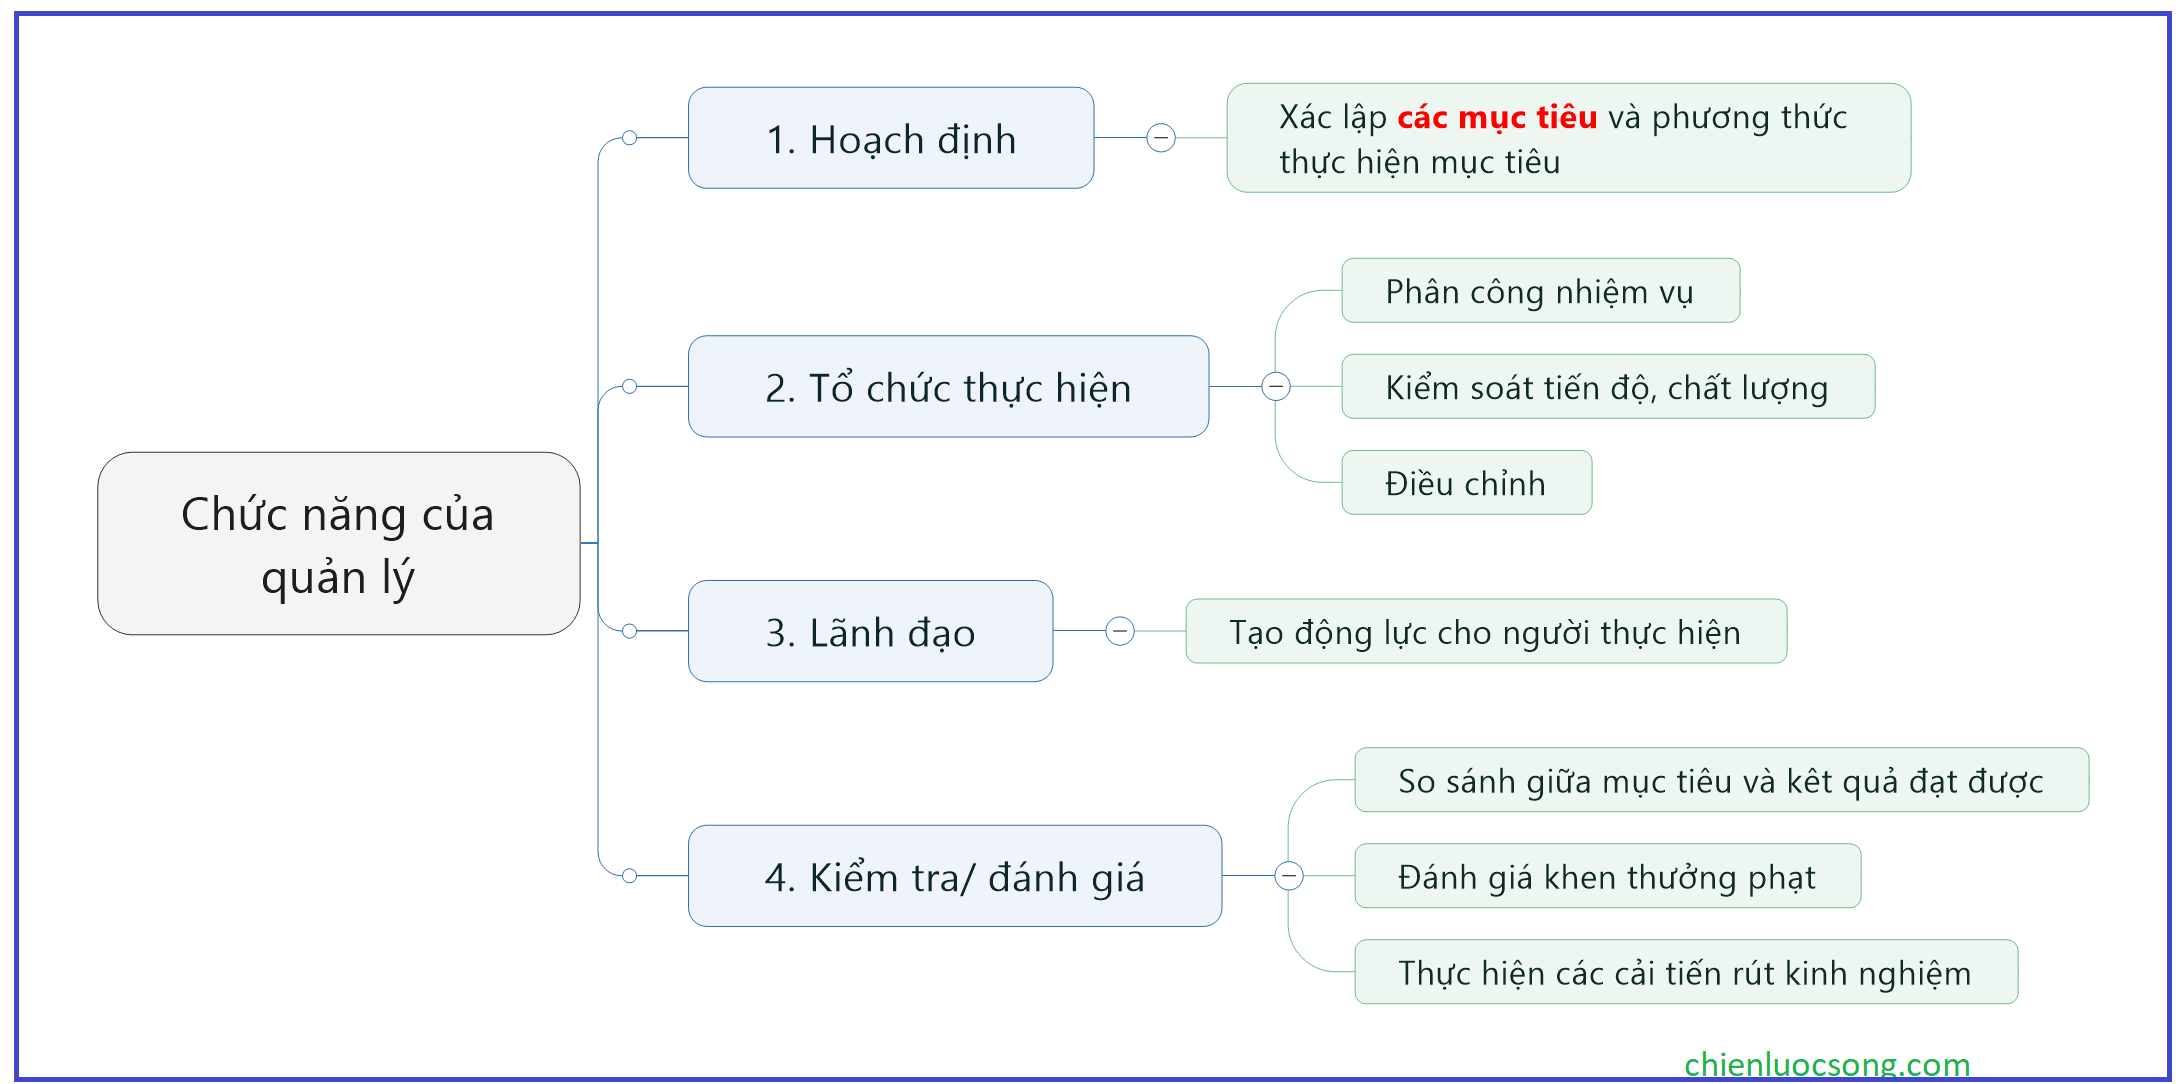 1. Hoạch định
Xác lập các mục tiêu và phương thức
thực hiện mục tiêu
2. Tổ chức thực hiện
Phân công nhiệm vụ
Kiểm soát tiến độ, chất lượng
Điều chỉnh
Chức năng của
quản lý
3. Lãnh đạo
Tạo động lực cho người thực hiện
4. Kiểm tra/ đánh giá
So sánh giữa mục tiêu và kêt quả đạt được
Đánh giá khen thưởng phạt
Thực hiện các cải tiến rút kinh nghiệm
chienluocsong.com